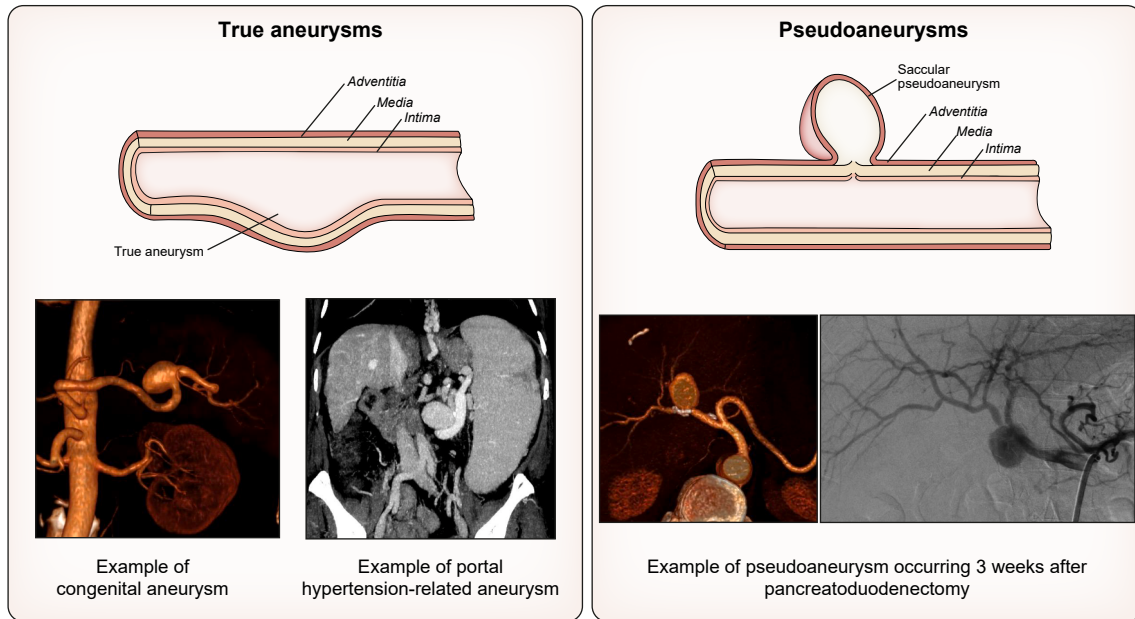 True aneurysms
Adventitia
Media
Intima
True aneurysm
Example of
congenital aneurysm
Example of portal
hypertension-related aneurysm
Pseudoaneurysms
Saccular
pseudoaneurysm
Adventitia
Media
Intima
Example of pseudoaneurysm occurring 3 weeks after
pancreatoduodenectomy